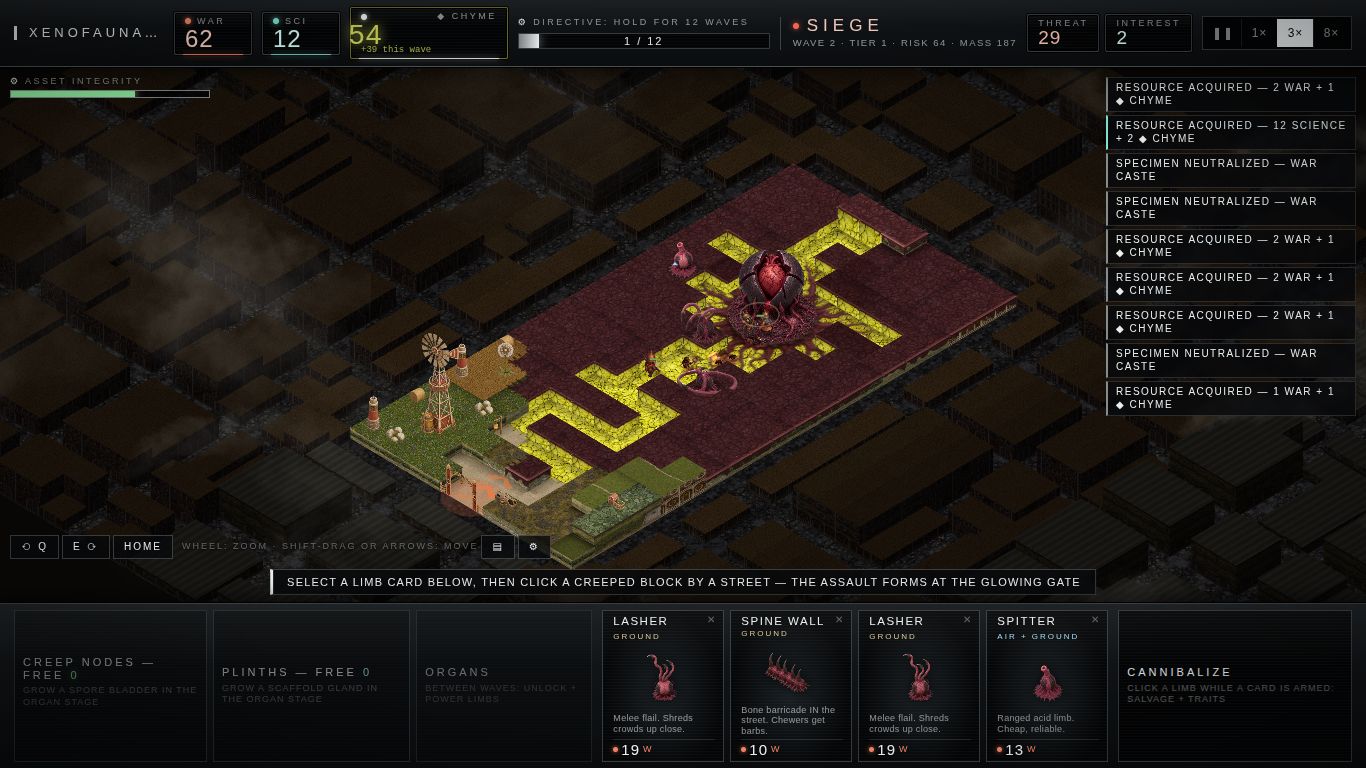 XENOFAUNA…
WAR
62
SCI
12
◆ CHYME
54
+39 this wave
⚙ DIRECTIVE: HOLD FOR 12 WAVES
1 / 12
SIEGE
WAVE 2 · TIER 1 · RISK 64 · MASS 187
THREAT
29
INTEREST
2
❚❚
1×
3×
8×
⚙ ASSET INTEGRITY
RESOURCE ACQUIRED — 2 WAR + 1
◆ CHYME
RESOURCE ACQUIRED — 12 SCIENCE
+ 2 ◆ CHYME
SPECIMEN NEUTRALIZED — WAR
CASTE
SPECIMEN NEUTRALIZED — WAR
CASTE
RESOURCE ACQUIRED — 2 WAR + 1
◆ CHYME
RESOURCE ACQUIRED — 2 WAR + 1
◆ CHYME
RESOURCE ACQUIRED — 2 WAR + 1
◆ CHYME
SPECIMEN NEUTRALIZED — WAR
CASTE
RESOURCE ACQUIRED — 1 WAR + 1
◆ CHYME
⟲ Q
E ⟳
HOME
WHEEL: ZOOM · SHIFT-DRAG OR ARROWS: MOVE
SELECT A LIMB CARD BELOW, THEN CLICK A CREEPED BLOCK BY A STREET — THE ASSAULT FORMS AT THE GLOWING GATE
CREEP NODES —
FREE 0
GROW A SPORE BLADDER IN THE
ORGAN STAGE
PLINTHS — FREE 0
GROW A SCAFFOLD GLAND IN
THE ORGAN STAGE
ORGANS
BETWEEN WAVES: UNLOCK +
POWER LIMBS
LASHER ×
GROUND
Melee flail. Shreds
crowds up close.
19 W
SPINE WALL ×
GROUND
Bone barricade IN the
street. Chewers get
barbs.
10 W
LASHER ×
GROUND
Melee flail. Shreds
crowds up close.
19 W
SPITTER ×
AIR + GROUND
Ranged acid limb.
Cheap, reliable.
13 W
CANNIBALIZE
CLICK A LIMB WHILE A CARD IS ARMED:
SALVAGE + TRAITS